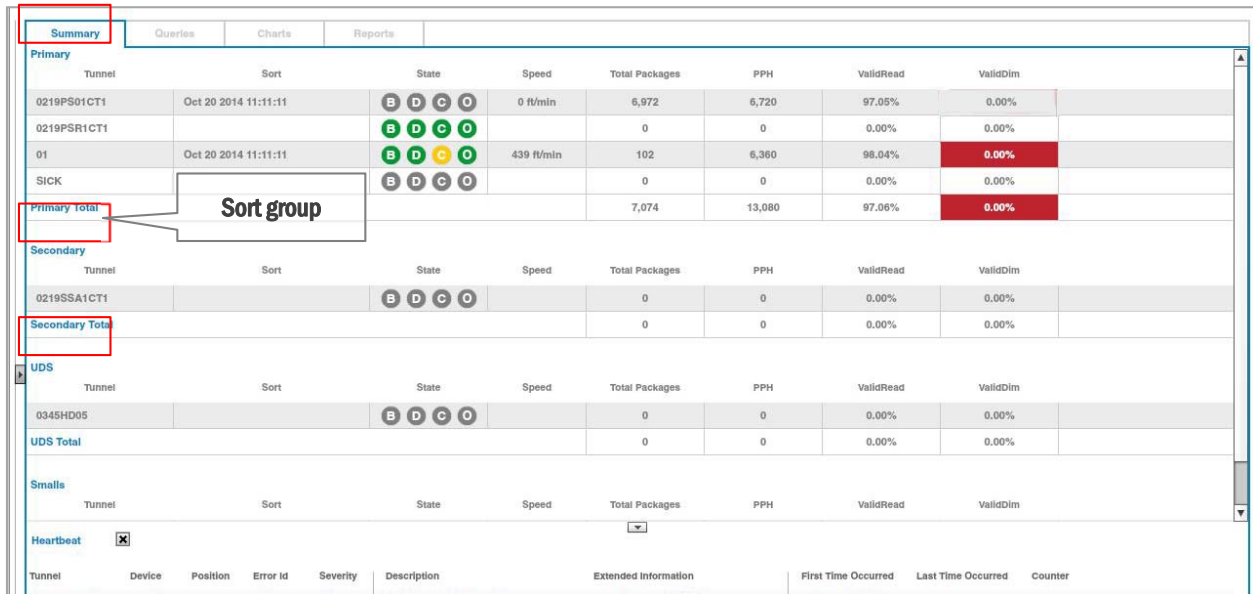 Summary Queries Charts Reports
Primary
Tunnel Sort State Speed Total Packages PPH ValidRead ValidDim
0219PS01CT1 Oct 20 2014 11:11:11 B D C O 0 ft/min 6,972 6,720 97.05% 0.00%
0219PSR1CT1 B D C O 0 0 0.00% 0.00%
01 Oct 20 2014 11:11:11 B D C O 439 ft/min 102 6,360 98.04% 0.00%
SICK B D C O 0 0 0.00% 0.00%
Primary Total 7,074 13,080 97.06% 0.00%
Sort group
Secondary
Tunnel Sort State Speed Total Packages PPH ValidRead ValidDim
0219SSA1CT1 B D C O 0 0 0.00% 0.00%
Secondary Total 0 0 0.00% 0.00%
UDS
Tunnel Sort State Speed Total Packages PPH ValidRead ValidDim
0345HD05 B D C O 0 0 0.00% 0.00%
UDS Total 0 0 0.00% 0.00%
Smalls
Tunnel Sort State Speed Total Packages PPH ValidRead ValidDim
Heartbeat
Tunnel Device Position Error Id Severity Description Extended Information First Time Occurred Last Time Occurred Counter